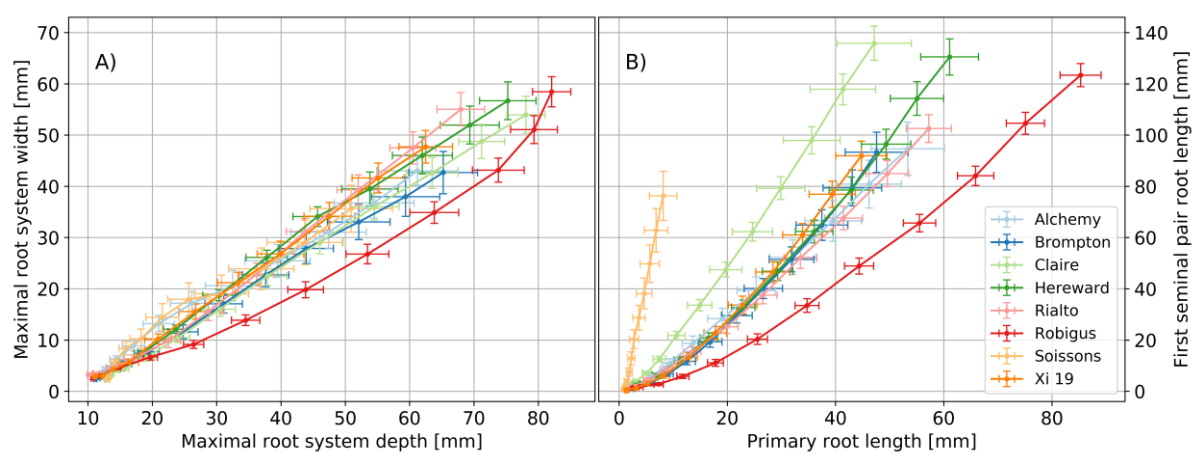 A)
Maximal root system width [mm]
70
60
50
40
30
20
10
0
10 20 30 40 50 60 70 80
Maximal root system depth [mm]
B)
140
120
100
80
60
40
20
0
First seminal pair root length [mm]
0 20 40 60 80
Primary root length [mm]
Alchemy
Brompton
Claire
Hereward
Rialto
Robigus
Soissons
Xi 19